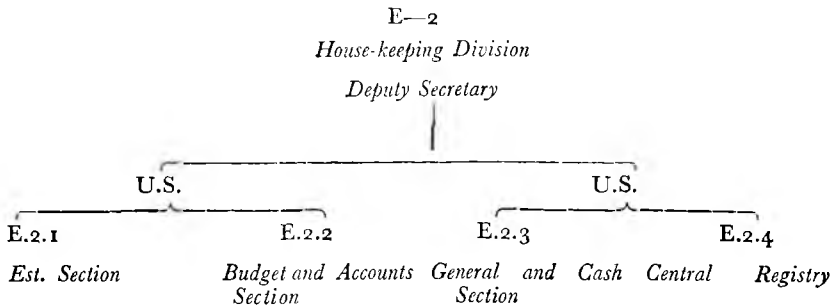 E—2
House-keeping Division
Deputy Secretary
U.S. U.S.
E.2.1 E.2.2 E.2.3 E.2.4
Est. Section Budget and Accounts General and Cash Central Registry
Section Section